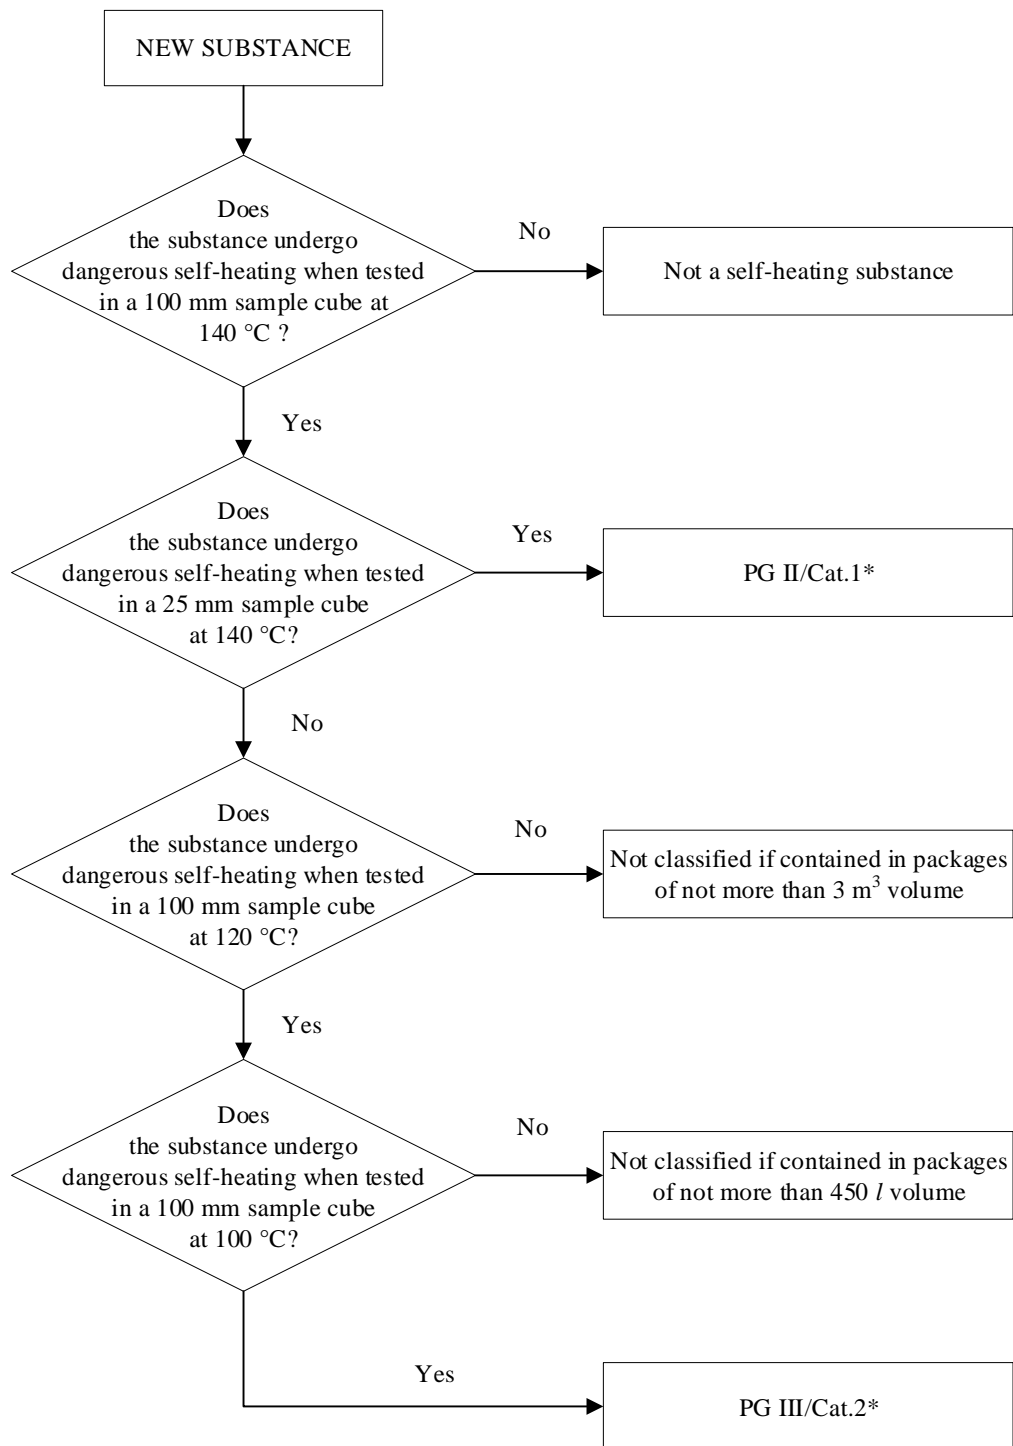 NEW SUBSTANCE
Does
the substance undergo
dangerous self-heating when tested
in a 100 mm sample cube at
140 °C ?
No
Not a self-heating substance
Yes
Does
the substance undergo
dangerous self-heating when tested
in a 25 mm sample cube
at 140 °C?
Yes
PG II/Cat.1*
No
Does
the substance undergo
dangerous self-heating when tested
in a 100 mm sample cube
at 120 °C?
No
Not classified if contained in packages
of not more than 3 m³ volume
Yes
Does
the substance undergo
dangerous self-heating when tested
in a 100 mm sample cube
at 100 °C?
No
Not classified if contained in packages
of not more than 450 l volume
Yes
PG III/Cat.2*